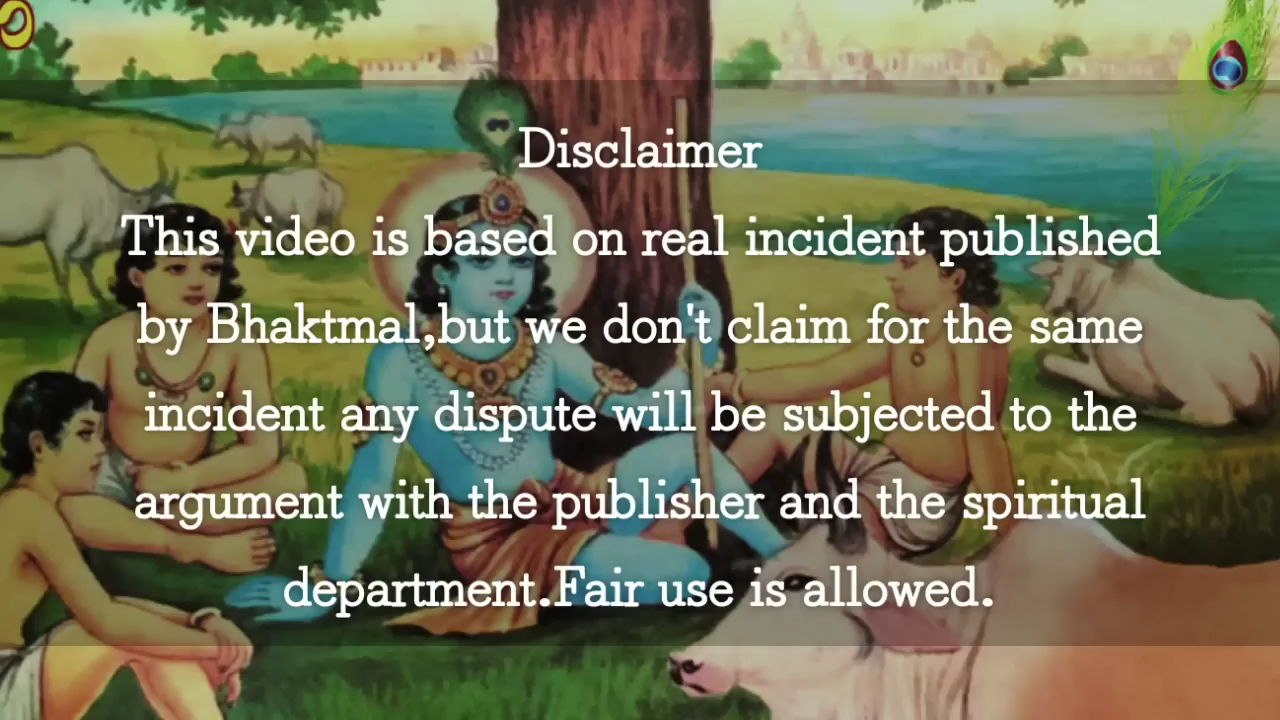 Disclaimer
This video is based on real incident published
by Bhaktmal,but we don't claim for the same
incident any dispute will be subjected to the
argument with the publisher and the spiritual
department.Fair use is allowed.